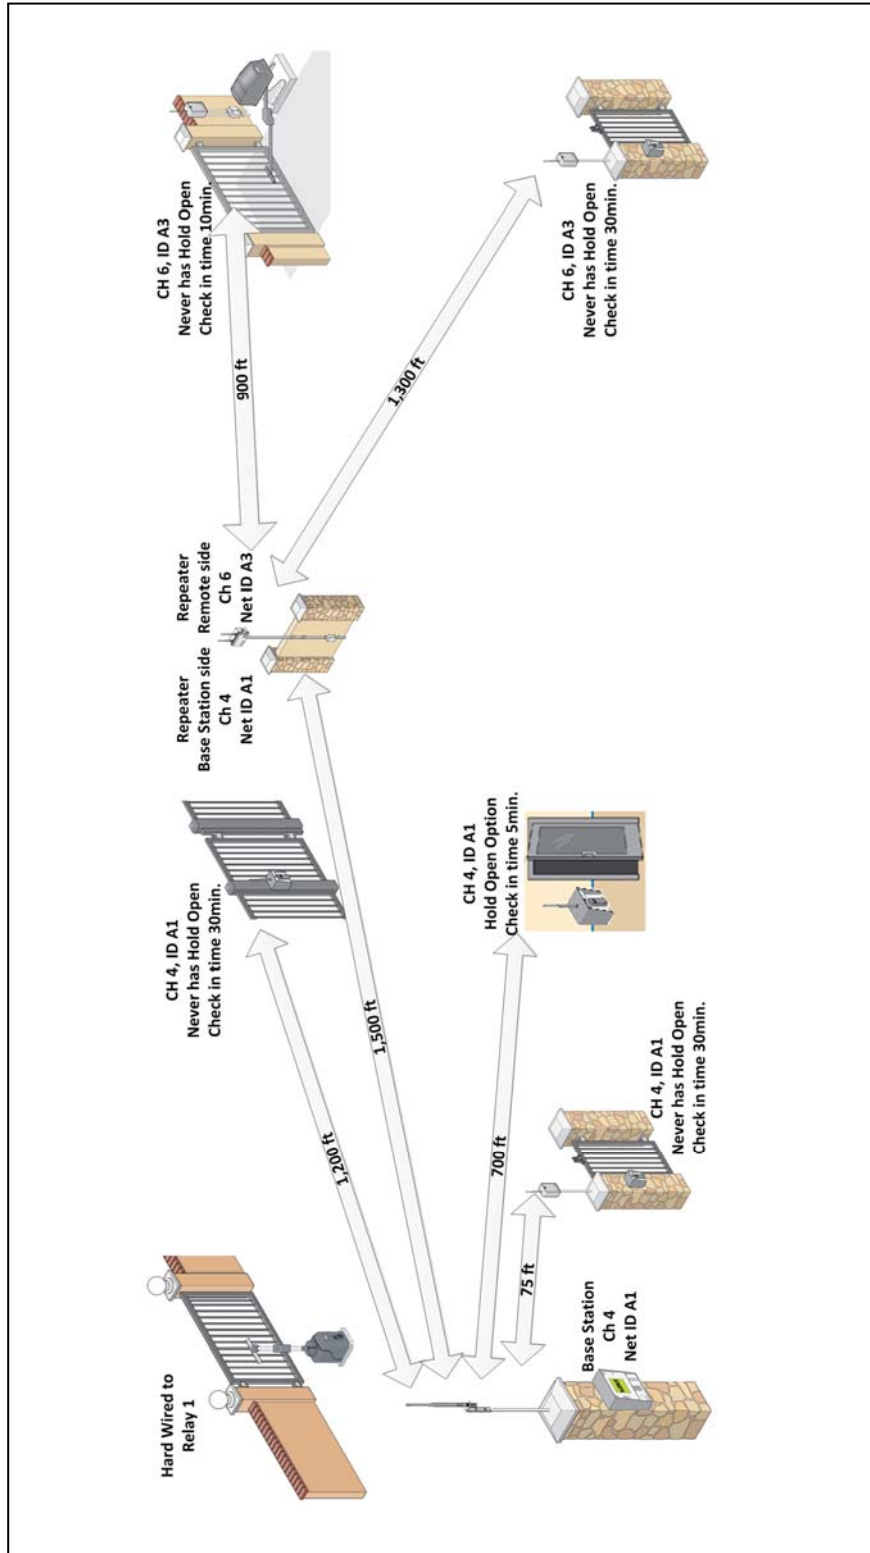 Hard Wired to
Relay 1
Base Station
Ch 4
Net ID A1
75 ft
CH 4, ID A1
Never has Hold Open
Check in time 30min.
700 ft
CH 4, ID A1
Hold Open Option
Check in time 5min.
1,200 ft
CH 4, ID A1
Never has Hold Open
Check in time 30min.
1,500 ft
Repeater
Base Station side
Ch 4
Net ID A1
Repeater
Remote side
Ch 6
Net ID A3
900 ft
CH 6, ID A3
Never has Hold Open
Check in time 10min.
1,300 ft
CH 6, ID A3
Never has Hold Open
Check in time 30min.